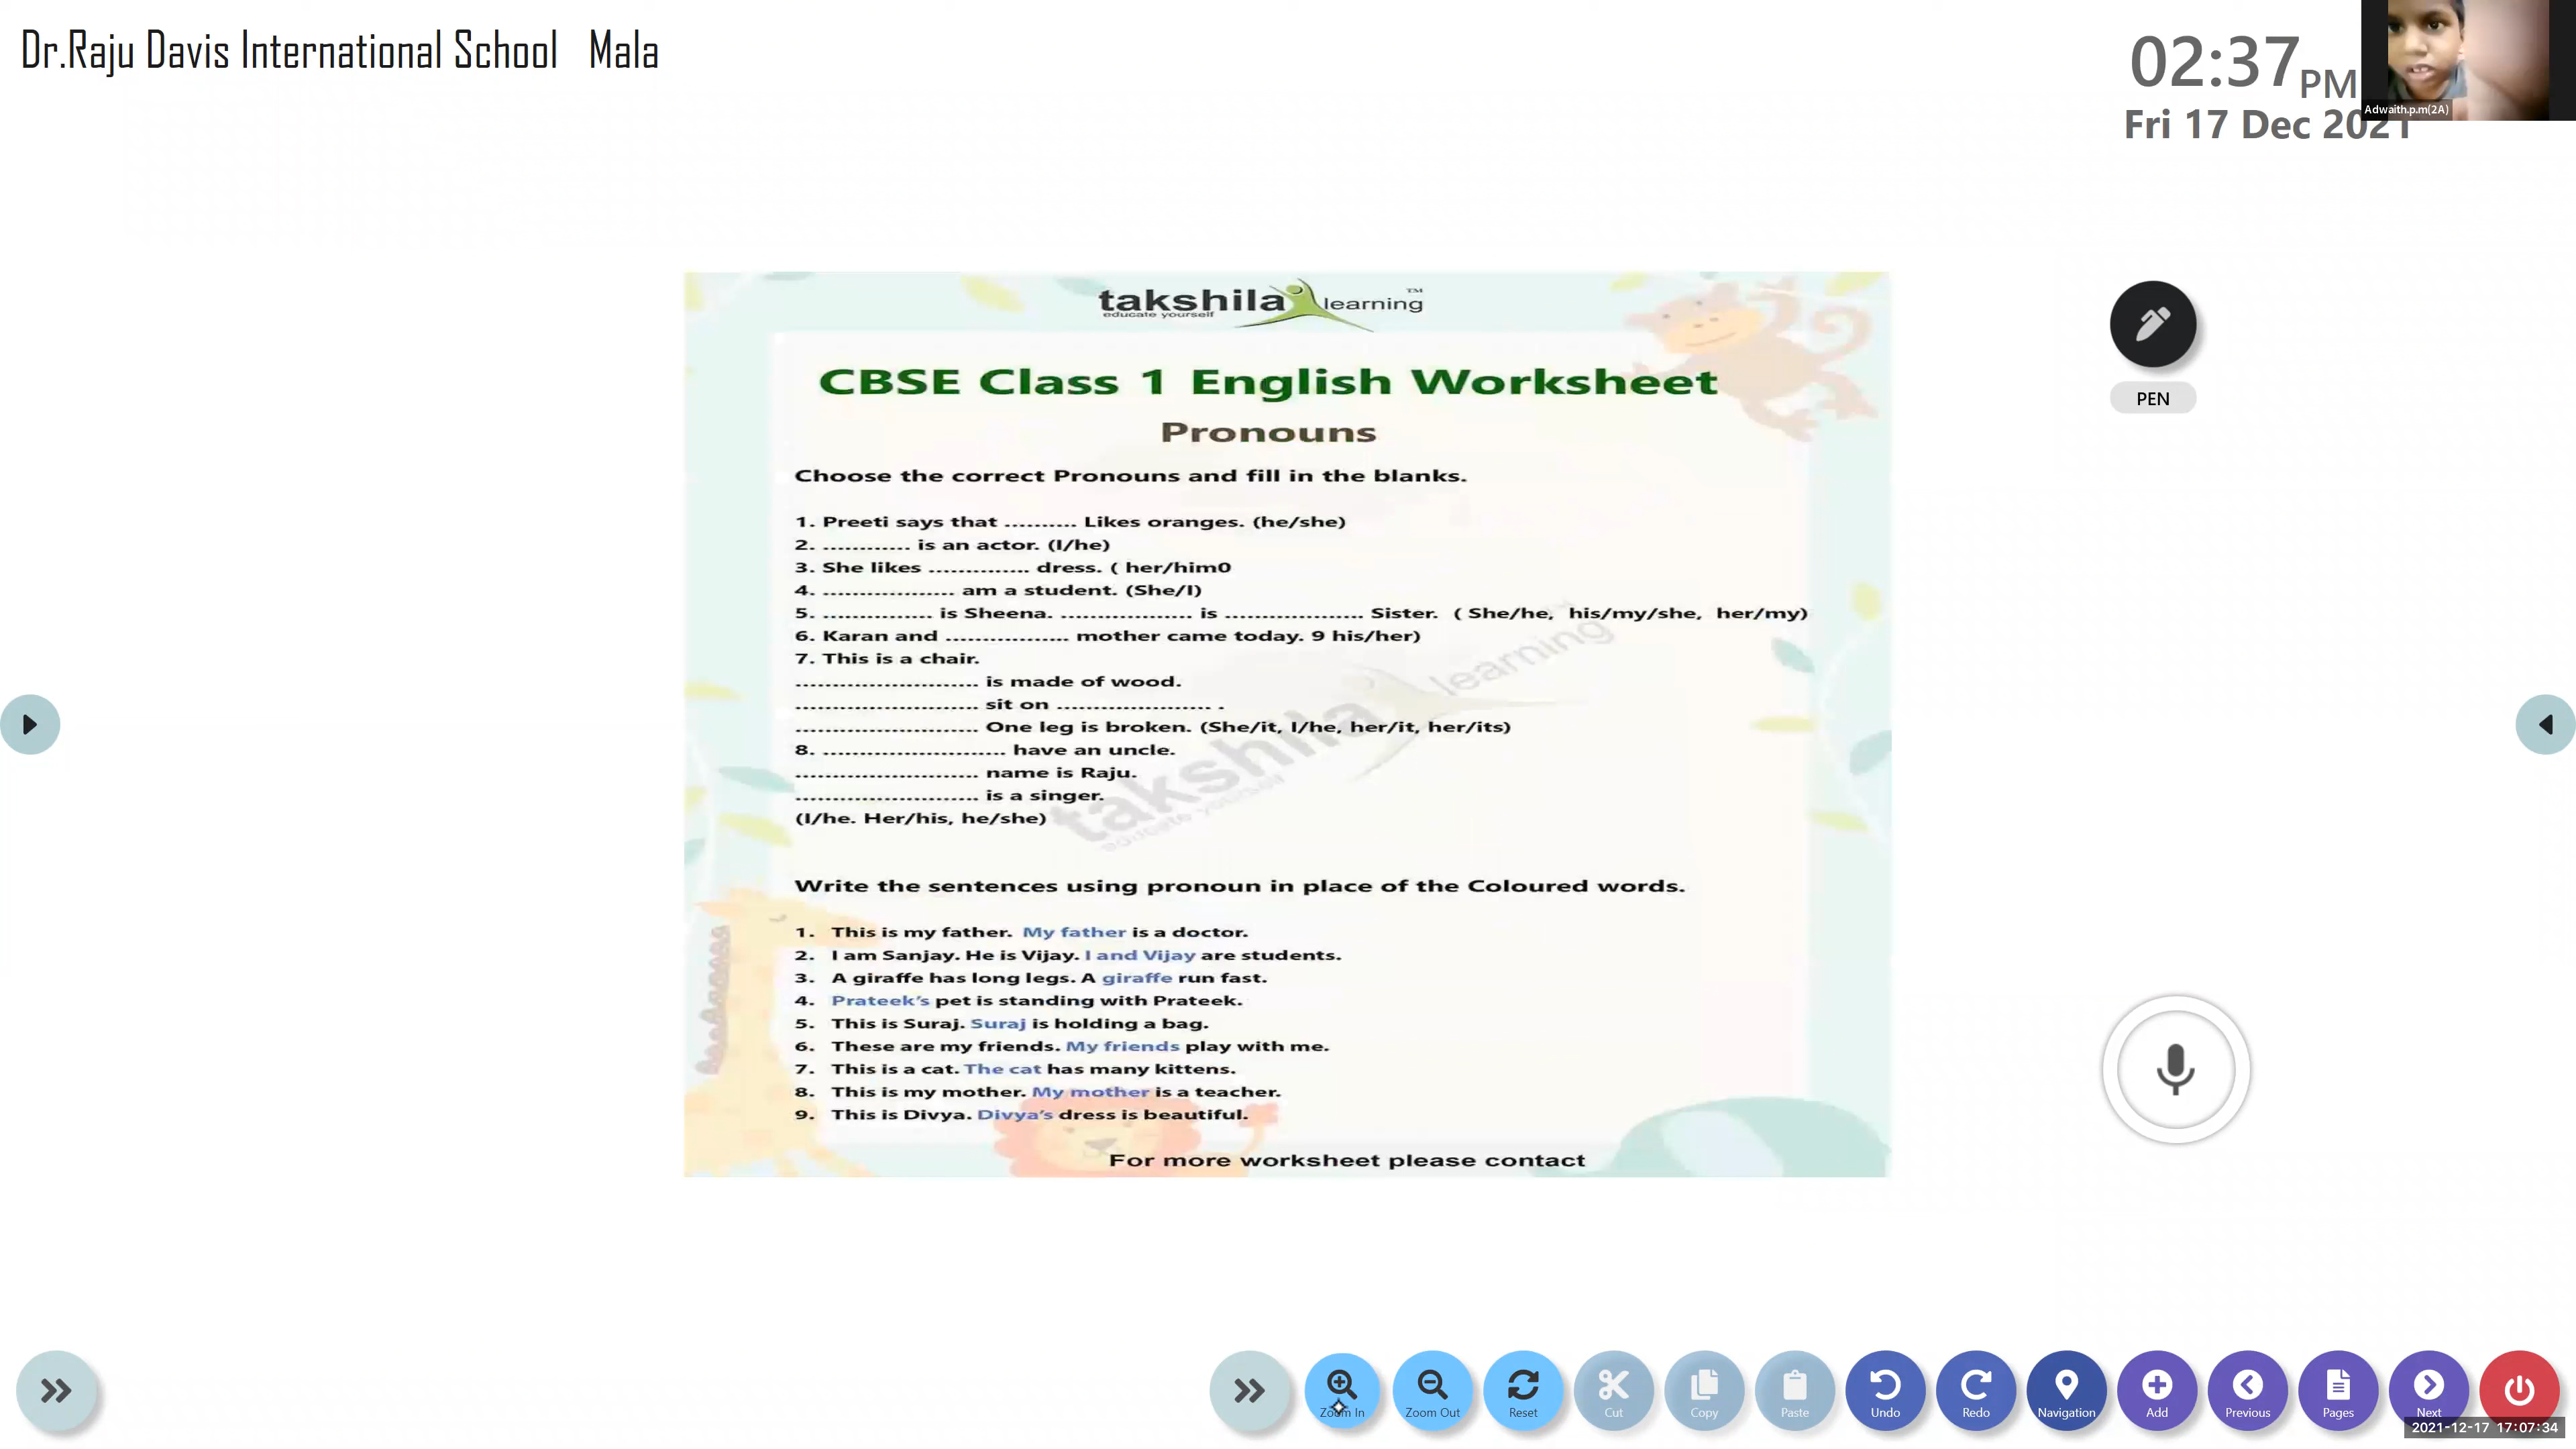 Dr.Raju Davis International School Mala
02:37 PM
Fri 17 Dec 2021
Adwaith.p.m(2A)
takshila learning TM
educate yourself
CBSE Class 1 English Worksheet
Pronouns
Choose the correct Pronouns and fill in the blanks.
1. Preeti says that .......... Likes oranges. (he/she)
2. ............ is an actor. (I/he)
3. She likes .............. dress. ( her/him0
4. .................. am a student. (She/I)
5. ............... is Sheena. .................. is ................... Sister. ( She/he, his/my/she, her/my)
6. Karan and ................. mother came today. 9 his/her)
7. This is a chair.
......................... is made of wood.
......................... sit on ..................... .
......................... One leg is broken. (She/it, I/he, her/it, her/its)
8. ......................... have an uncle.
......................... name is Raju.
......................... is a singer.
(I/he. Her/his, he/she)
takshila learning
educate yourself
Write the sentences using pronoun in place of the Coloured words.
1. This is my father. My father is a doctor.
2. I am Sanjay. He is Vijay. I and Vijay are students.
3. A giraffe has long legs. A giraffe run fast.
4. Prateek's pet is standing with Prateek.
5. This is Suraj. Suraj is holding a bag.
6. These are my friends. My friends play with me.
7. This is a cat. The cat has many kittens.
8. This is my mother. My mother is a teacher.
9. This is Divya. Divya's dress is beautiful.
For more worksheet please contact
PEN
Zoom In
Zoom Out
Reset
Cut
Copy
Paste
Undo
Redo
Navigation
Add
Previous
Pages
Next
2021-12-17 17:07:34